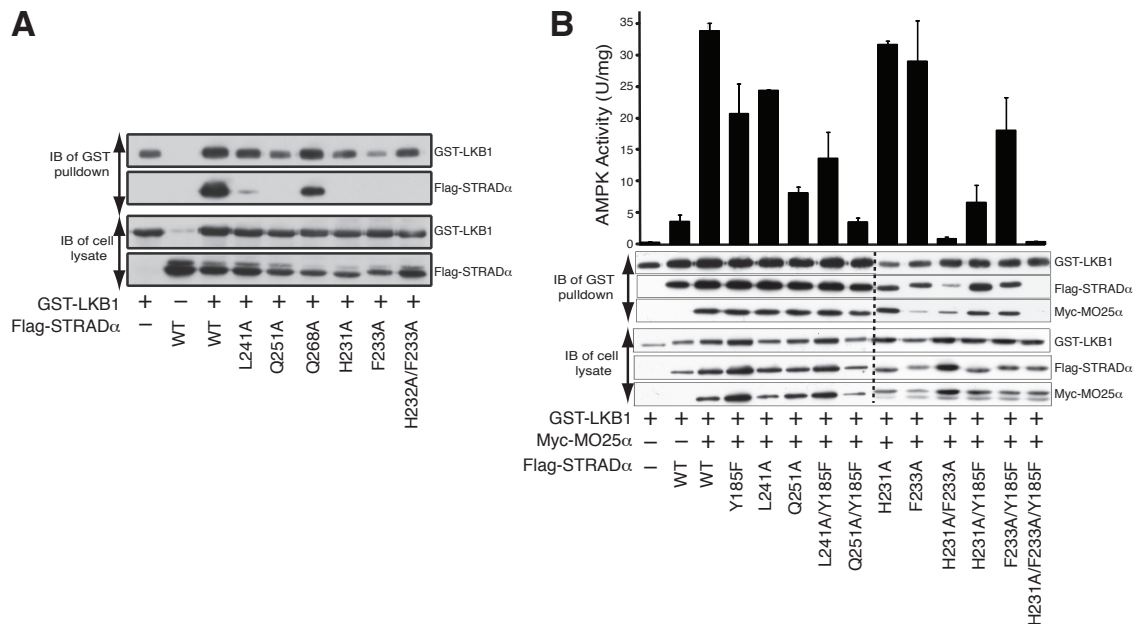 A
IB of GST
pulldown
GST-LKB1
Flag-STRADα
IB of cell
lysate
GST-LKB1
Flag-STRADα
GST-LKB1 + – + + + + + + +
Flag-STRADα – WT WT L241A Q251A Q268A H231A F233A H232A/F233A
B
AMPK Activity (U/mg)
35
30
25
20
15
10
5
0
IB of GST
pulldown
GST-LKB1
Flag-STRADα
Myc-MO25α
IB of cell
lysate
GST-LKB1
Flag-STRADα
Myc-MO25α
GST-LKB1 + + + + + + + + + + + + + +
Myc-MO25α – – + + + + + + + + + + + +
Flag-STRADα – WT WT Y185F L241A Q251A L241A/Y185F Q251A/Y185F H231A F233A H231A/F233A H231A/Y185F F233A/Y185F H231A/F233A/Y185F